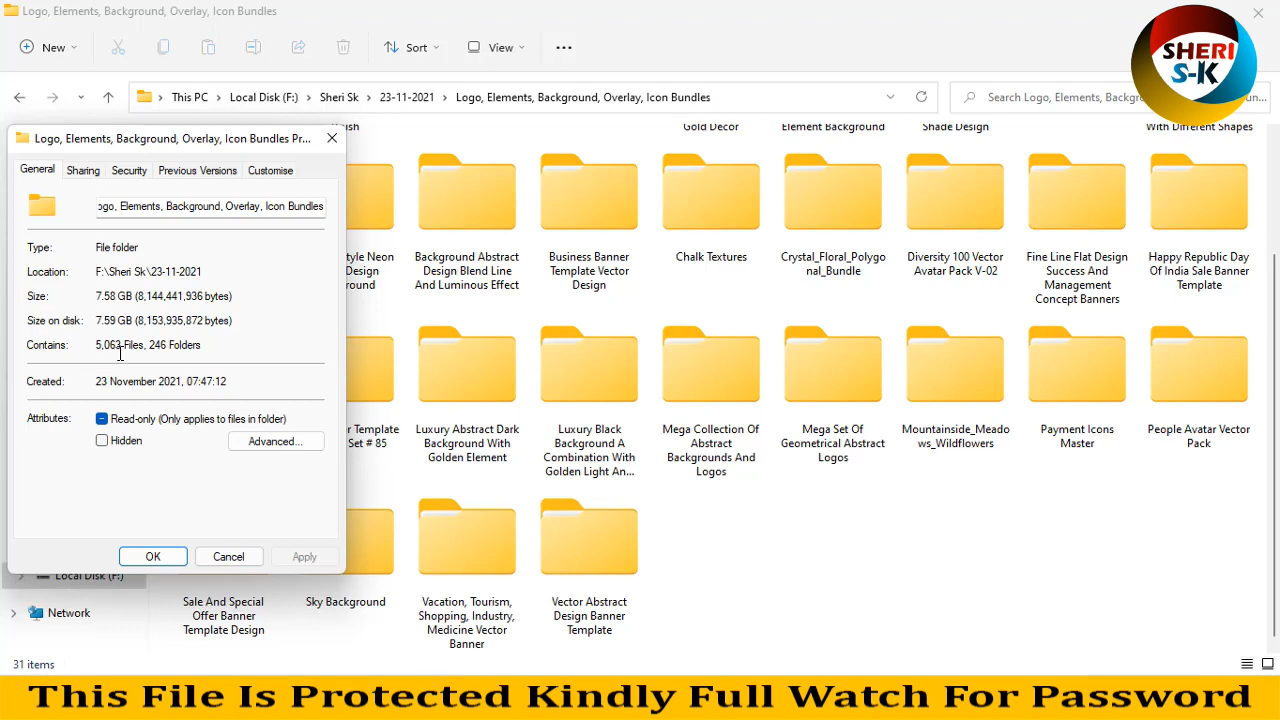 Logo, Elements, Background, Overlay, Icon Bundles
New
Sort
View
SHERI
S-K
This PC
Local Disk (F:)
Sheri Sk
23-11-2021
Logo, Elements, Background, Overlay, Icon Bundles
Search Logo, Elements,
Gold Decor
Element Background
Shade Design
With Different Shapes
Logo, Elements, Background, Overlay, Icon Bundles Pr...
General
Sharing
Security
Previous Versions
Customise
ogo, Elements, Background, Overlay, Icon Bundles
Type:
File folder
Location:
F:\Sheri Sk\23-11-2021
Size:
7.58 GB (8,144,441,936 bytes)
Size on disk:
7.59 GB (8,153,935,872 bytes)
Contains:
5,063 Files, 246 Folders
Created:
23 November 2021, 07:47:12
Attributes:
Read-only (Only applies to files in folder)
Hidden
Advanced...
OK
Cancel
Apply
Neon
Design
Background Abstract
Design Blend Line
And Luminous Effect
Business Banner
Template Vector
Design
Chalk Textures
Crystal_Floral_Polygo
nal_Bundle
Diversity 100 Vector
Avatar Pack V-02
Fine Line Flat Design
Success And
Management
Concept Banners
Happy Republic Day
Of India Sale Banner
Template
Template
Set # 85
Luxury Abstract Dark
Background With
Golden Element
Luxury Black
Background A
Combination With
Golden Light An...
Mega Collection Of
Abstract
Backgrounds And
Logos
Mega Set Of
Geometrical Abstract
Logos
Mountainside_Meado
ws_Wildflowers
Payment Icons
Master
People Avatar Vector
Pack
Local Disk (F:)
Network
Sale And Special
Offer Banner
Template Design
Sky Background
Vacation, Tourism,
Shopping, Industry,
Medicine Vector
Banner
Vector Abstract
Design Banner
Template
31 items
This File Is Protected Kindly Full Watch For Password